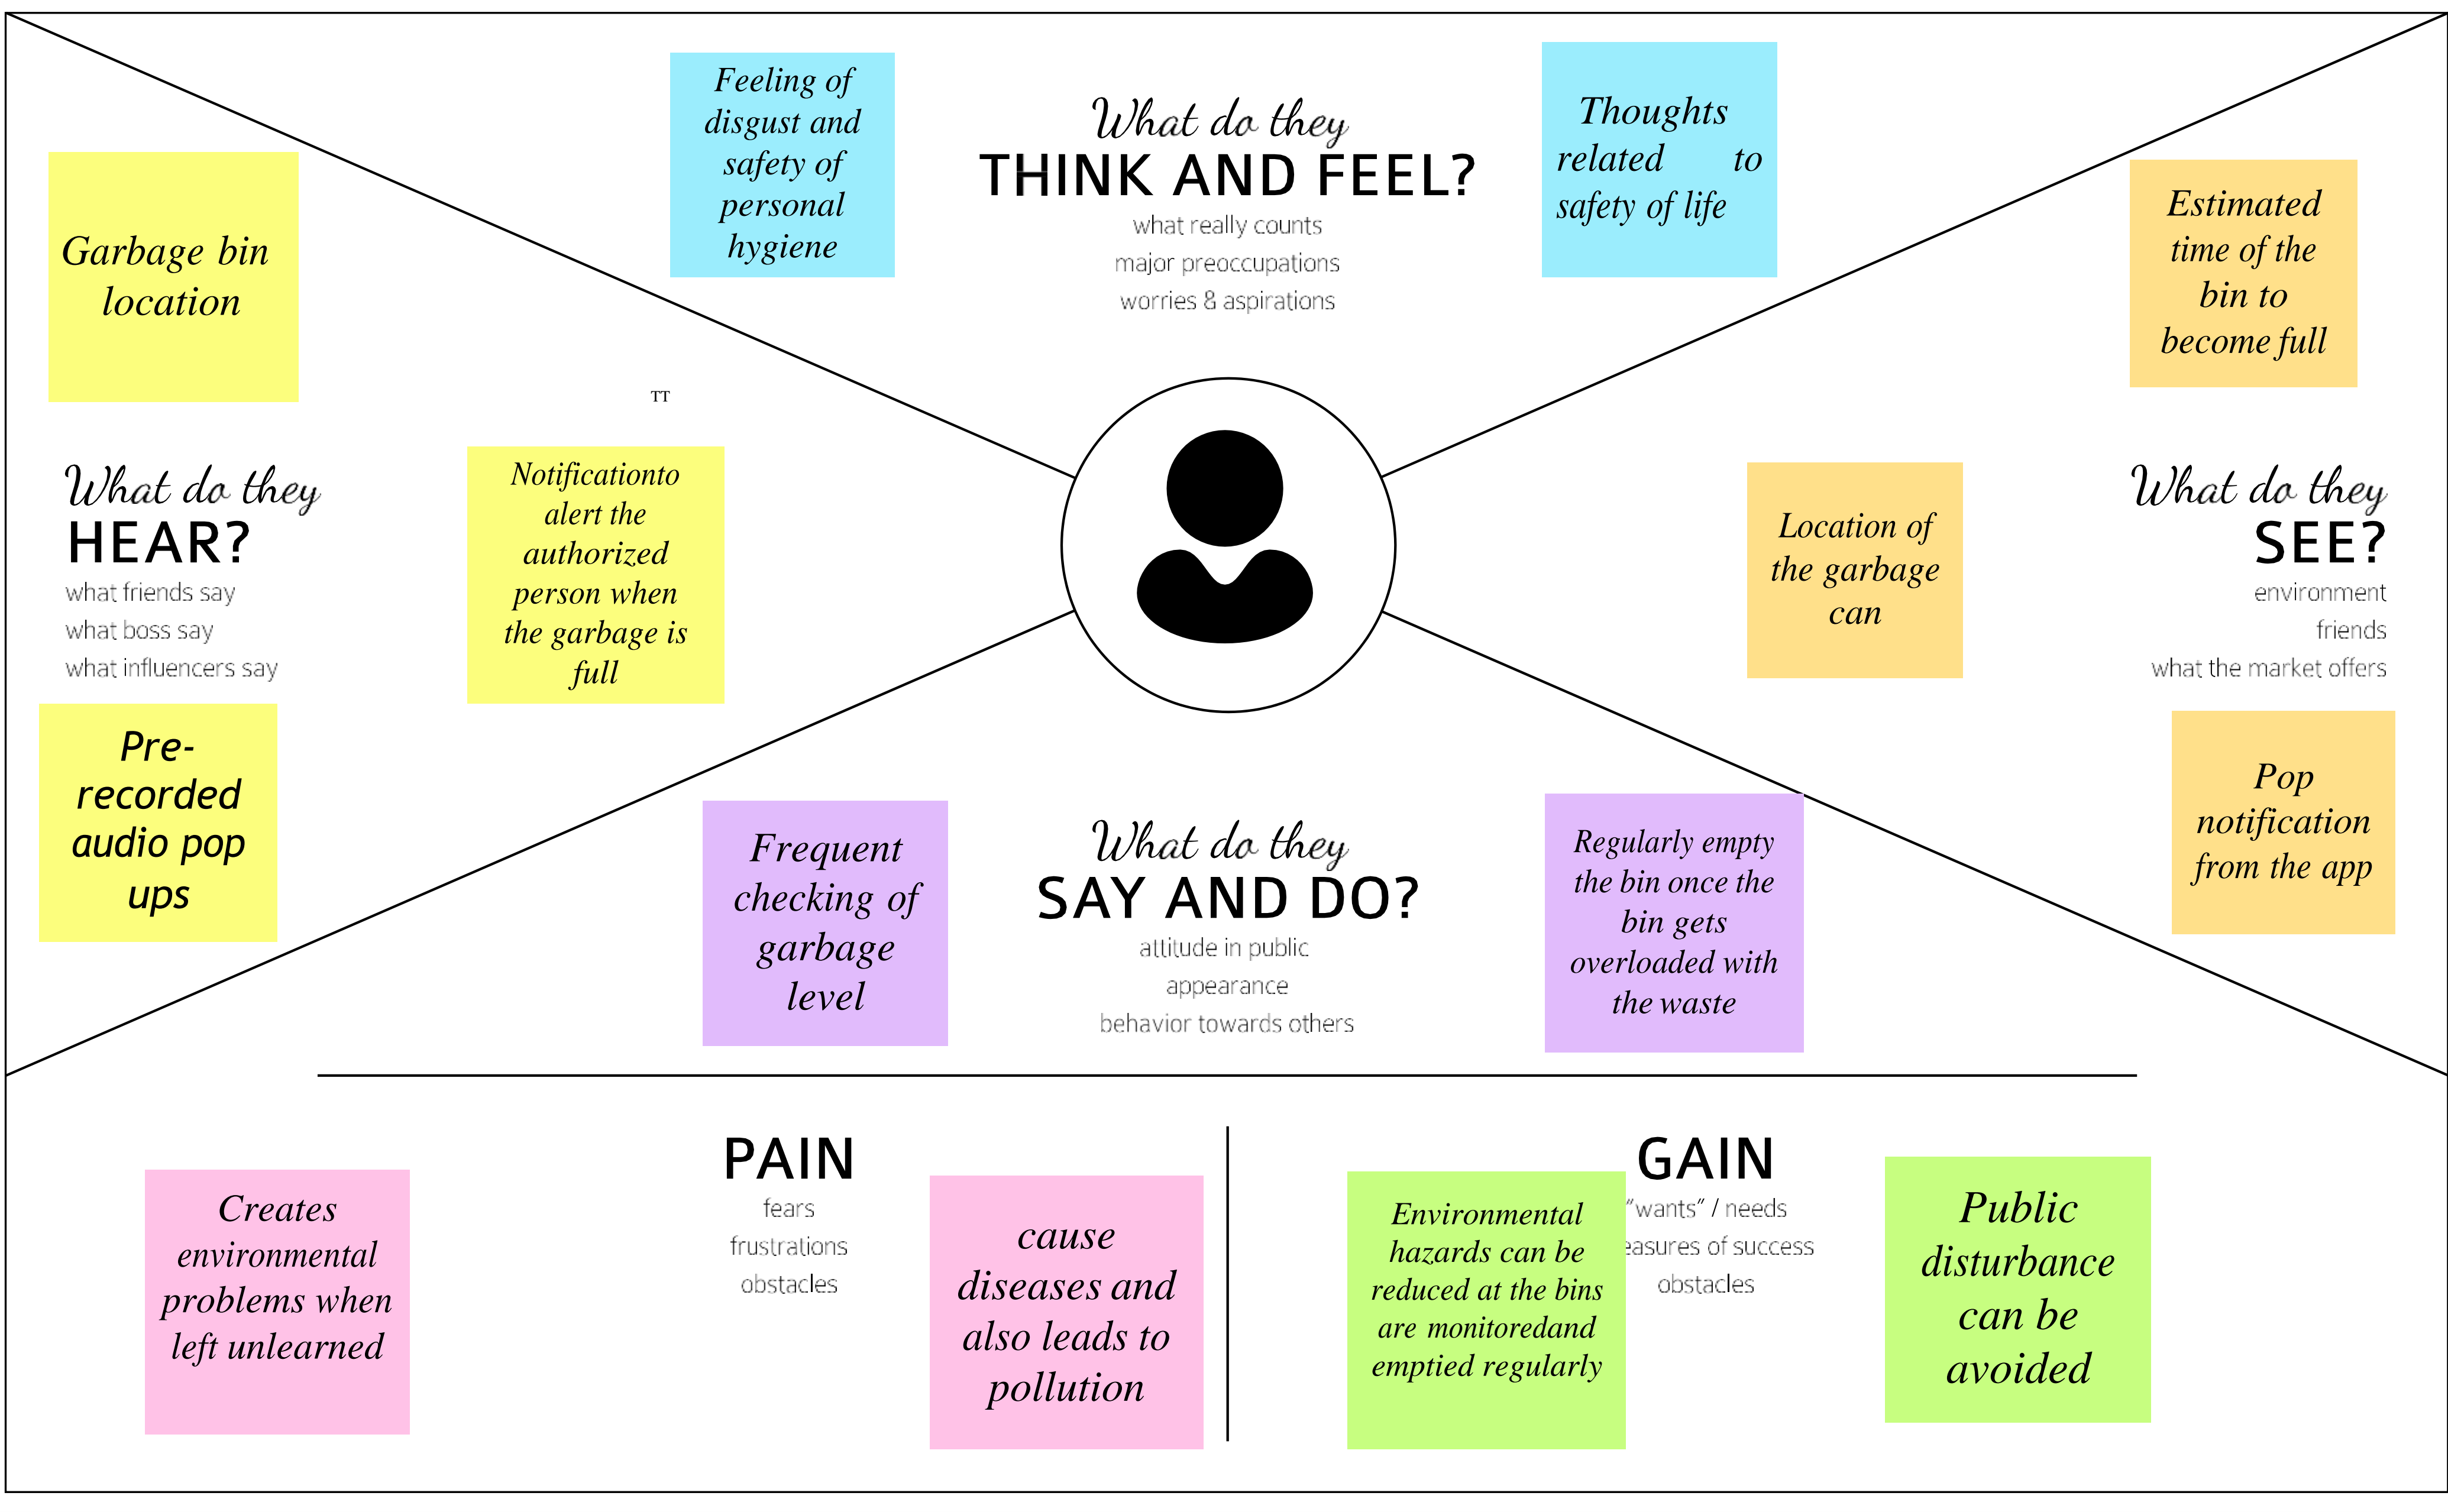 Feeling of
disgust and
safety of
personal
hygiene
What do they
THINK AND FEEL?
what really counts
major preoccupations
worries & aspirations
Thoughts
related to
safety of life
Garbage bin
location
TT
Notificationto
alert the
authorized
person when
the garbage is
full
What do they
HEAR?
what friends say
what boss say
what influencers say
Pre-
recorded
audio pop
ups
Estimated
time of the
bin to
become full
Location of
the garbage
can
What do they
SEE?
environment
friends
what the market offers
Pop
notification
from the app
Frequent
checking of
garbage
level
What do they
SAY AND DO?
attitude in public
appearance
behavior towards others
Regularly empty
the bin once the
bin gets
overloaded with
the waste
Creates
environmental
problems when
left unlearned
PAIN
fears
frustrations
obstacles
cause
diseases and
also leads to
pollution
Environmental
hazards can be
reduced at the bins
are monitoredand
emptied regularly
GAIN
"wants" / needs
easures of success
obstacles
Public
disturbance
can be
avoided